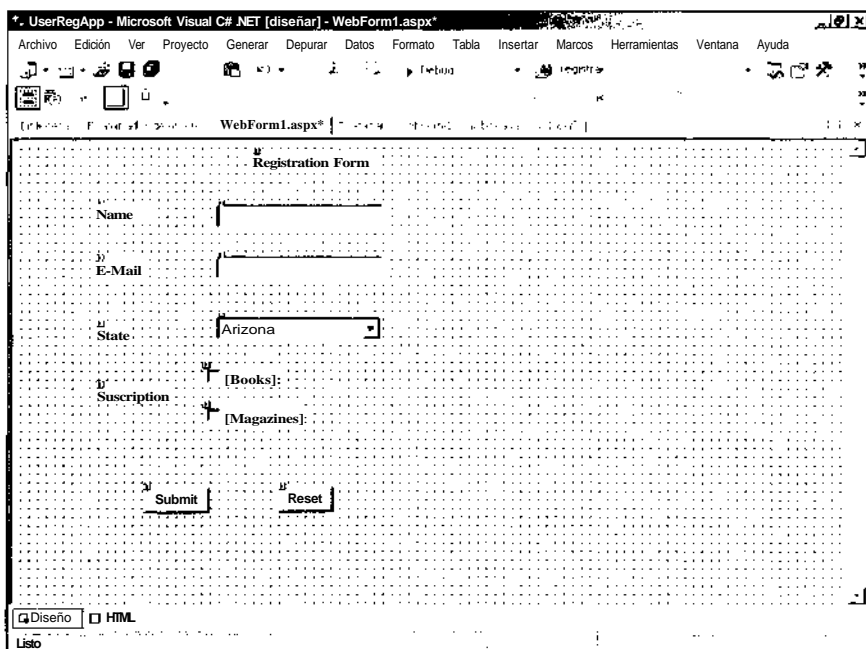 UserRegApp - Microsoft Visual C# .NET [diseñar] - WebForm1.aspx*
Archivo Edición Ver Proyecto Generar Depurar Datos Formato Tabla Insertar Marcos Herramientas Ventana Ayuda
WebForm1.aspx*
Registration Form
Name
E-Mail
State
Arizona
[Books]:
Suscription
[Magazines]:
Submit Reset
Diseño HTML
Listo